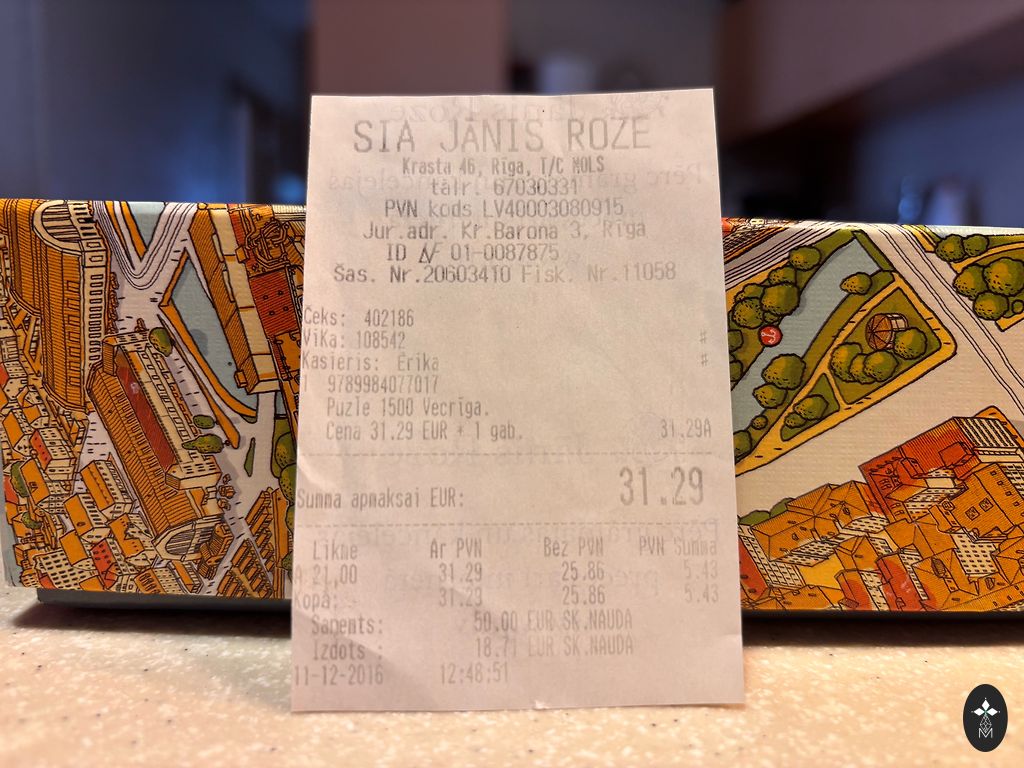 SIA JANIS ROZE
Krasta 46, Rīga, T/C MOLS
tālr. 67030331
PVN kods LV40003080915
Jur.adr. Kr.Barona 3, Rīga
ID № 01-0087875
Šas. Nr.20603410 Fisk. Nr.11058
Čeks: 402186
Vika: 108542 #
Kasieris: Ērika #
1 9789984077017
Puzle 1500 Vecrīga.
Cena 31.29 EUR * 1 gab. 31.29A
Summa apmaksai EUR: 31.29
Likme Ar PVN Bez PVN PVN Summa
A 21,00 31.29 25.86 5.43
Kopā: 31.29 25.86 5.43
Saņemts: 50.00 EUR SK.NAUDA
Izdots : 18.71 EUR SK.NAUDA
11-12-2016 12:48:51
M